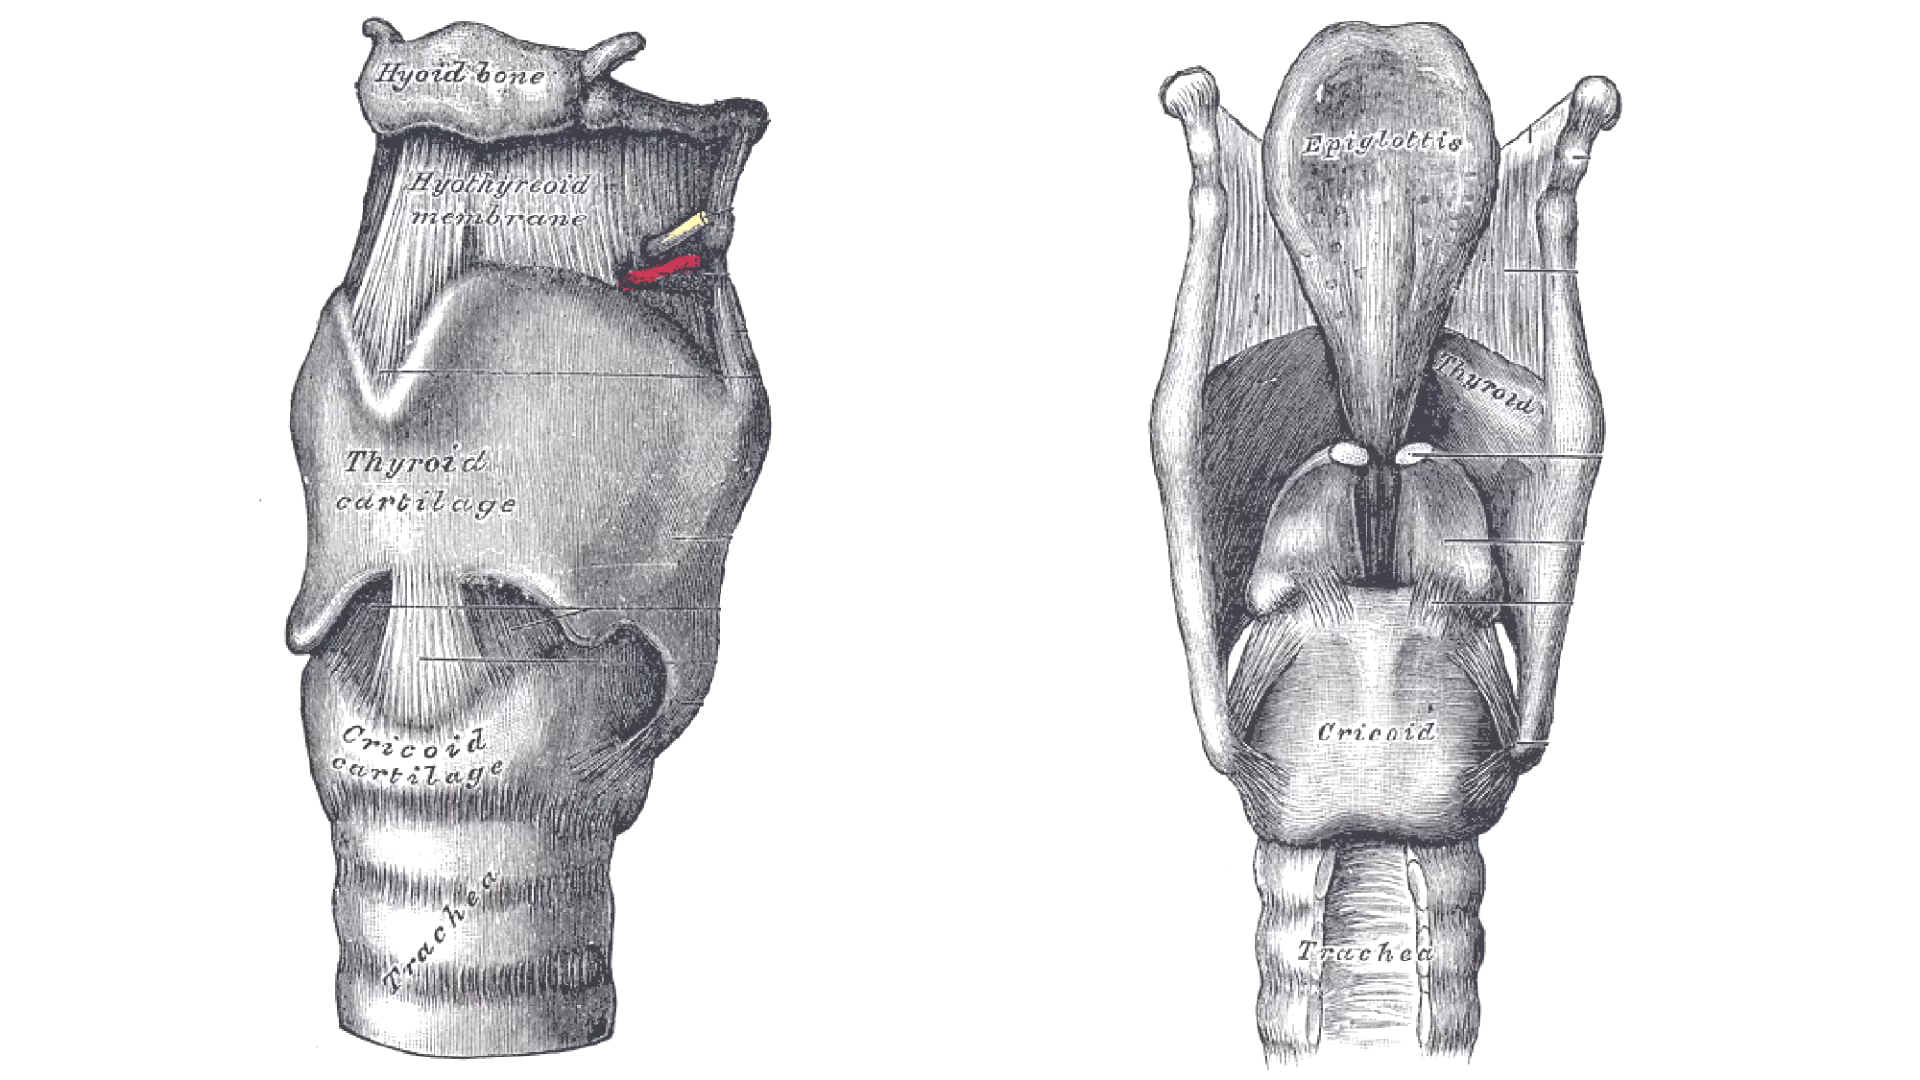 Hyoid bone
Hyothyreoid
membrane
Thyroid
cartilage
Cricoid
cartilage
Trachea
Epiglottis
Thyroid
Cricoid
Trachea